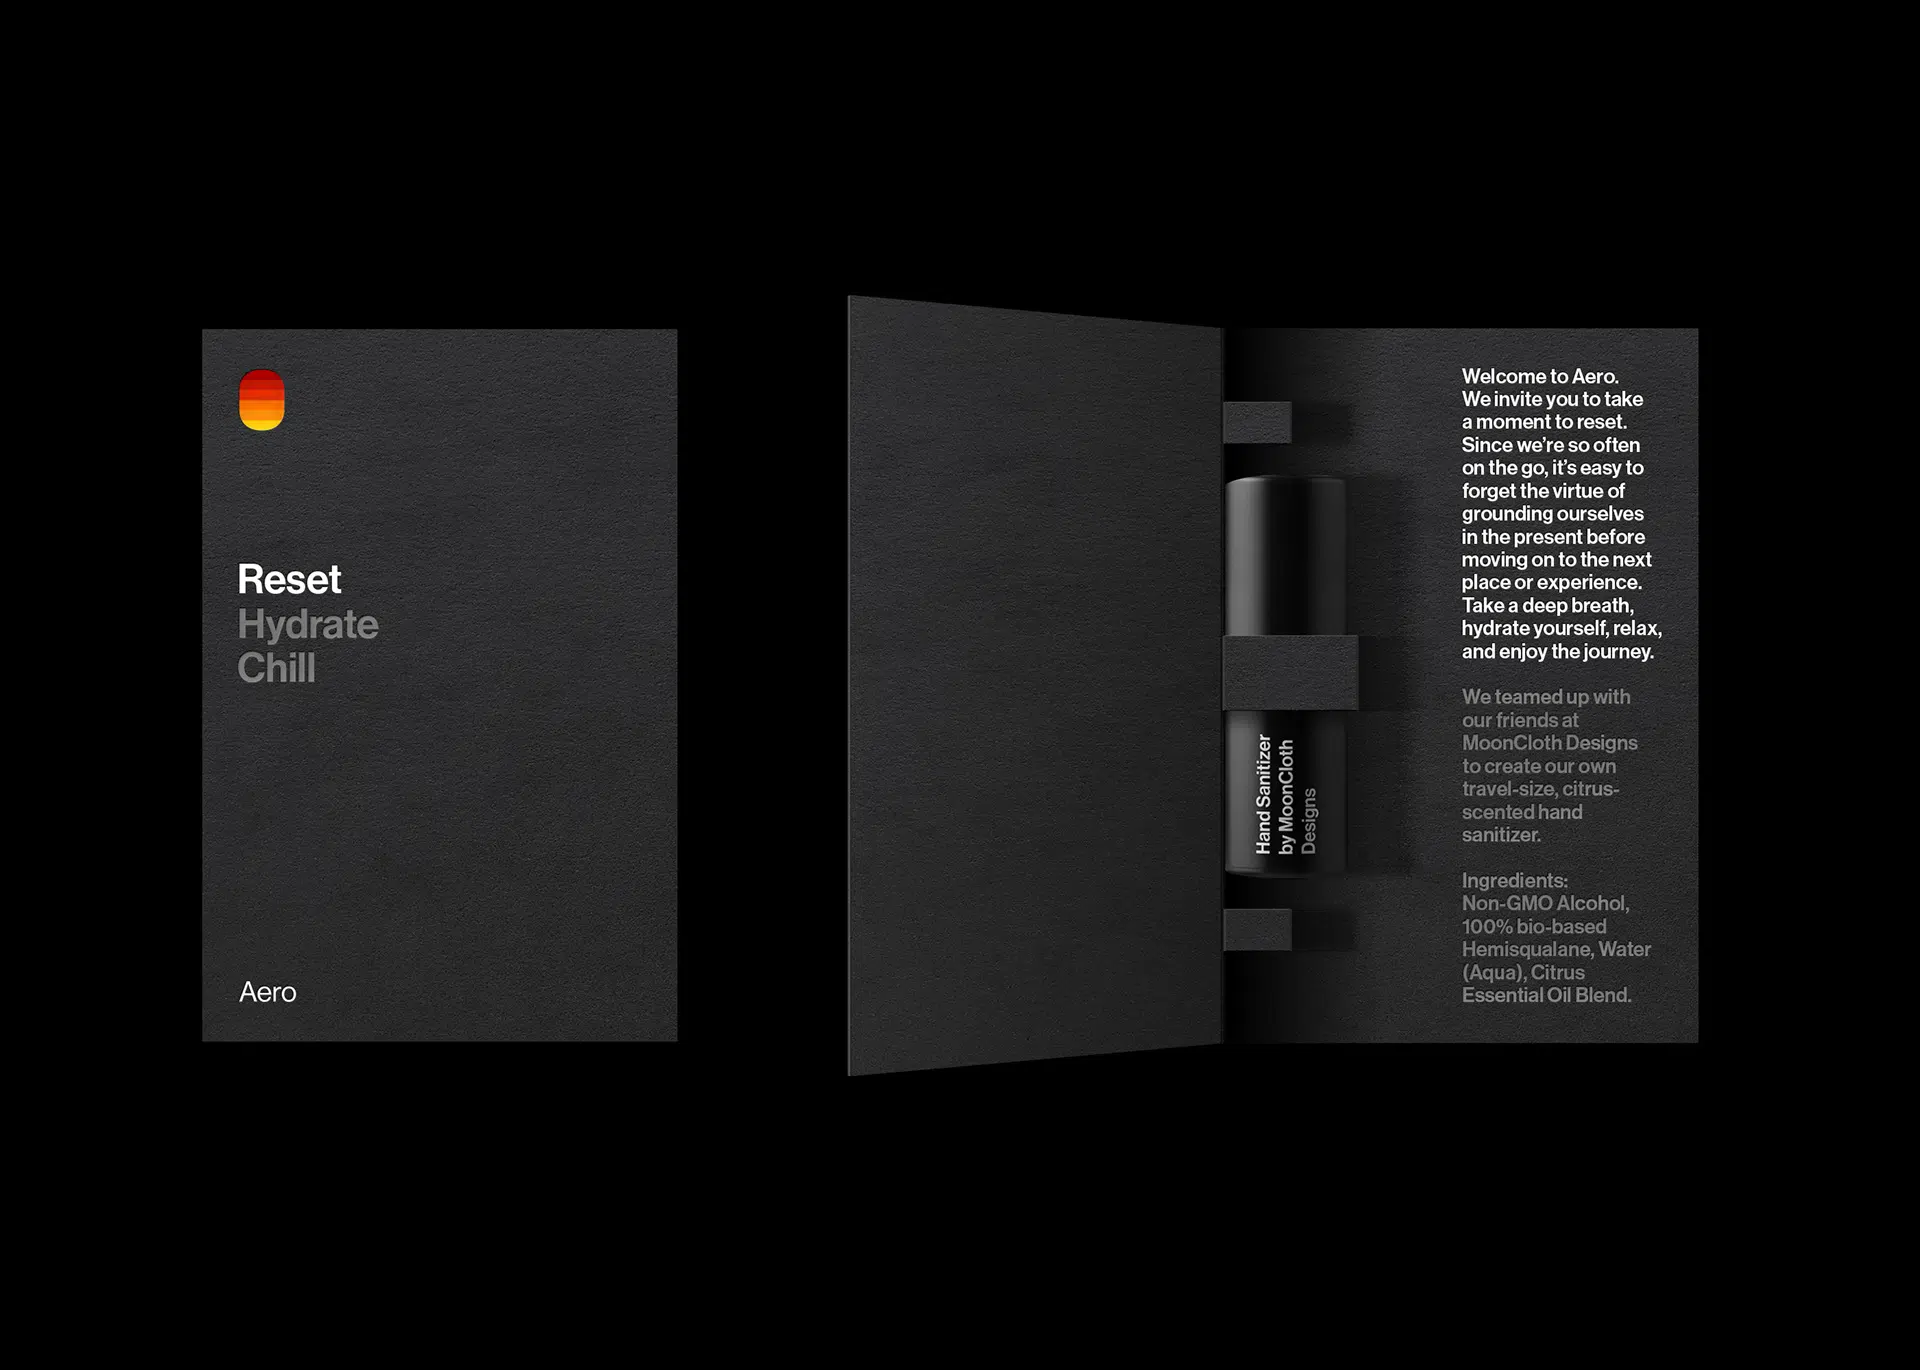 Reset
Hydrate
Chill
Aero
Hand Sanitizer
by MoonCloth
Designs
Welcome to Aero.
We invite you to take
a moment to reset.
Since we’re so often
on the go, it’s easy to
forget the virtue of
grounding ourselves
in the present before
moving on to the next
place or experience.
Take a deep breath,
hydrate yourself, relax,
and enjoy the journey.
We teamed up with
our friends at
MoonCloth Designs
to create our own
travel-size, citrus-
scented hand
sanitizer.
Ingredients:
Non-GMO Alcohol,
100% bio-based
Hemisqualane, Water
(Aqua), Citrus
Essential Oil Blend.